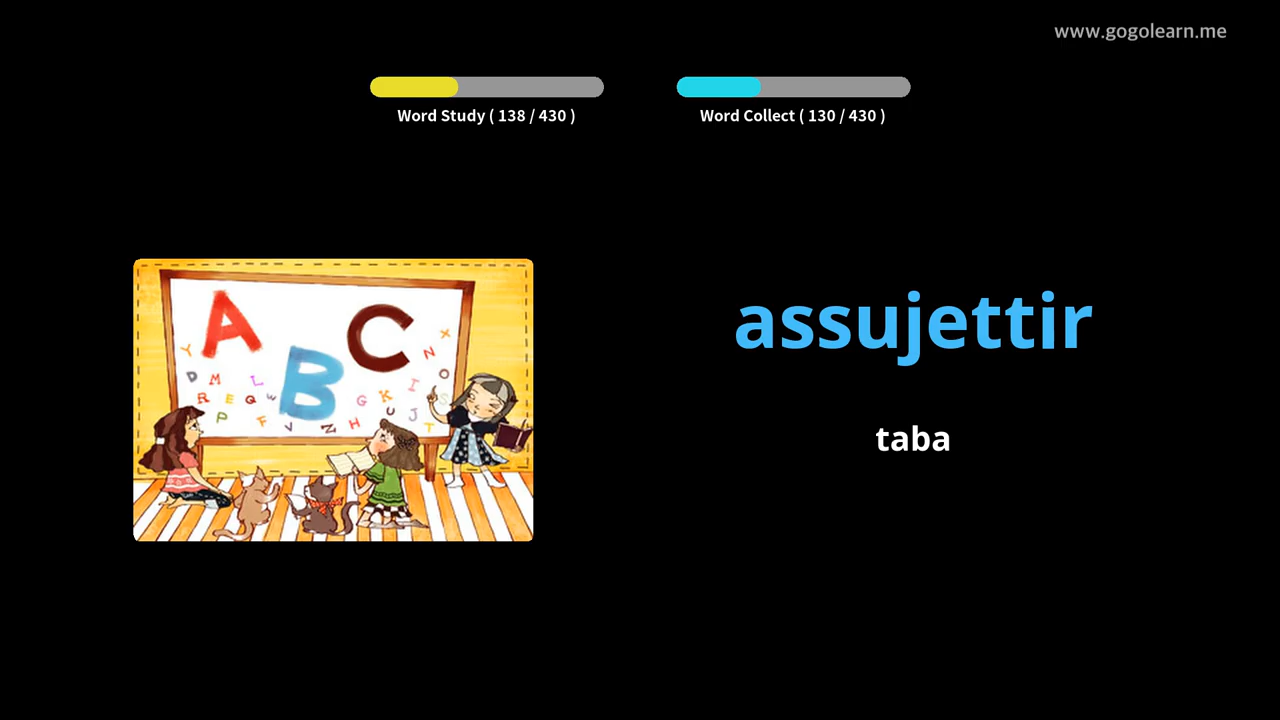 www.gogolearn.me
Word Study ( 138 / 430 )
Word Collect ( 130 / 430 )
A
B
C
X
Y
N
D M L O
R E Q W G K I S
P F V Z H U J T
assujettir
taba